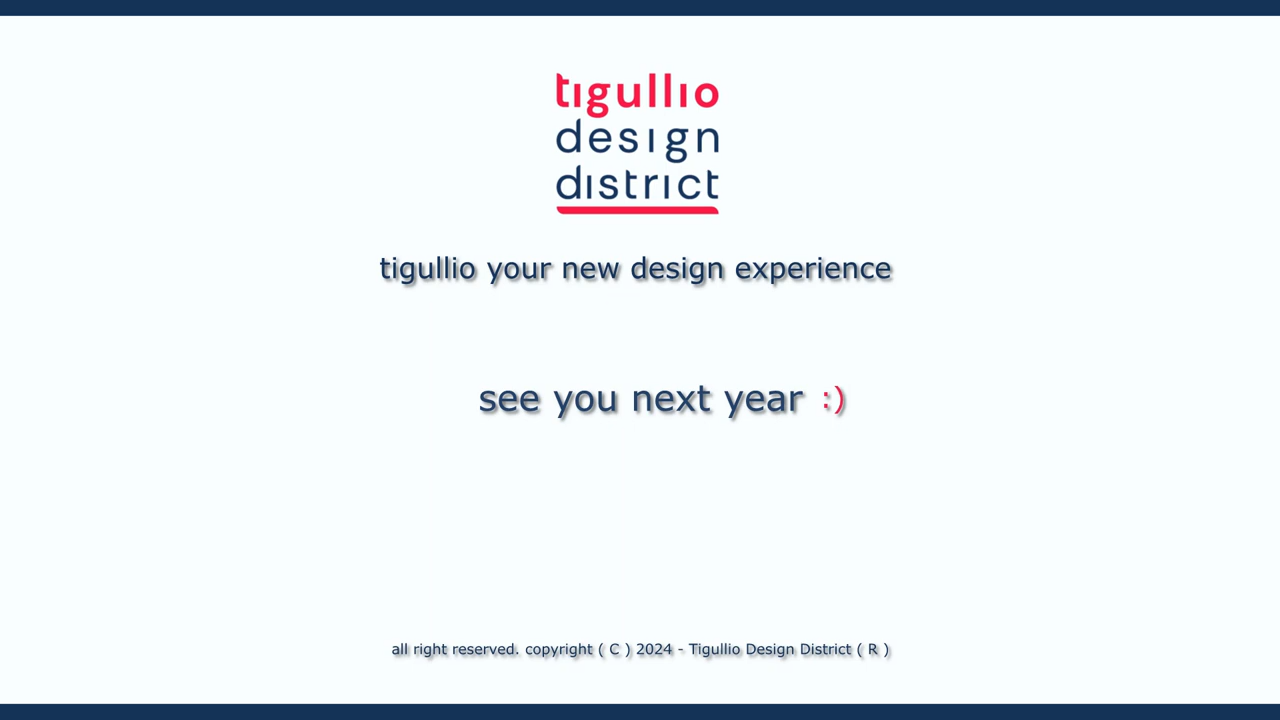 tigullio
design
district
tigullio your new design experience
see you next year :)
all right reserved. copyright ( C ) 2024 - Tigullio Design District ( R )